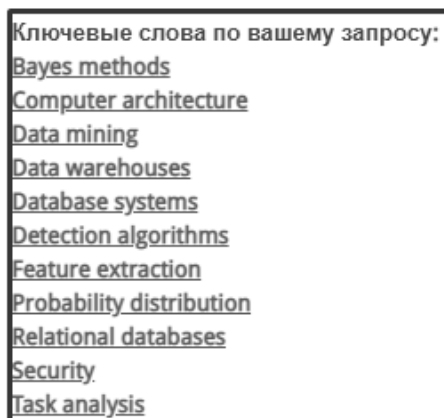 Ключевые слова по вашему запросу:
Bayes methods
Computer architecture
Data mining
Data warehouses
Database systems
Detection algorithms
Feature extraction
Probability distribution
Relational databases
Security
Task analysis